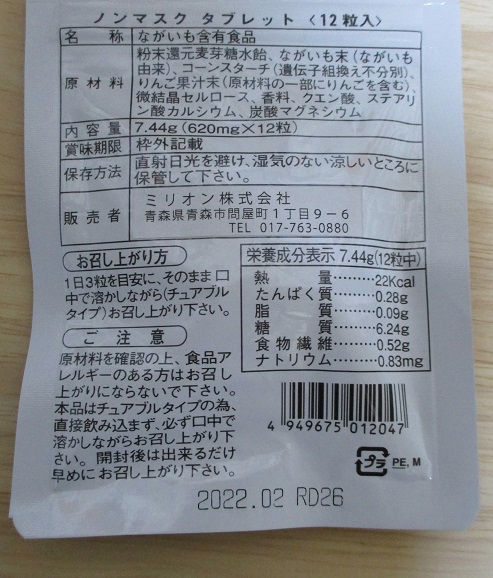 ノンマスク タブレット〈12粒入〉
名称 ながいも含有食品
原材料 粉末還元麦芽糖水飴、ながいも末(ながいも
由来)、コーンスターチ(遺伝子組換え不分別)、
りんご果汁末(原材料の一部にりんごを含む)、
微結晶セルロース、香料、クエン酸、ステアリ
ン酸カルシウム、炭酸マグネシウム
内容量 7.44g(620mg×12粒)
賞味期限 枠外記載
保存方法 直射日光を避け、湿気のない涼しいところに
保管して下さい。
販売者 ミリオン株式会社
青森県青森市問屋町1丁目9−6
TEL 017-763-0880
お召し上がり方
1日3粒を目安に、そのまま口
中で溶かしながら(チュアブル
タイプ)お召し上がり下さい。
ご注意
原材料を確認の上、食品ア
レルギーのある方はお召し
上がりにならないで下さい。
本品はチュアブルタイプの為、
直接飲み込まず、必ず口中で
溶かしながらお召し上がり下
さい。開封後は出来るだけ
早めにお召し上がり下さい。
栄養成分表示 7.44g(12粒中)
熱量………22Kcal
たんぱく質………0.28g
脂質………0.09g
糖質………6.24g
食物繊維………0.52g
ナトリウム………0.83mg
4 949675 012047
プラ PE, M
2022.02 RD26